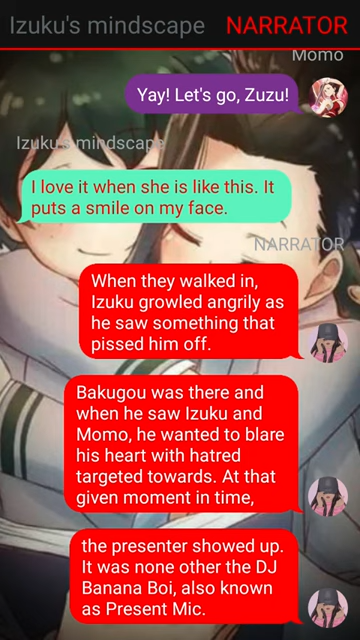 Izuku's mindscape NARRATOR
Momo
Yay! Let's go, Zuzu!
Izuku's mindscape
I love it when she is like this. It
puts a smile on my face.
NARRATOR
When they walked in,
Izuku growled angrily as
he saw something that
pissed him off.
Bakugou was there and
when he saw Izuku and
Momo, he wanted to blare
his heart with hatred
targeted towards. At that
given moment in time,
the presenter showed up.
It was none other the DJ
Banana Boi, also known
as Present Mic.